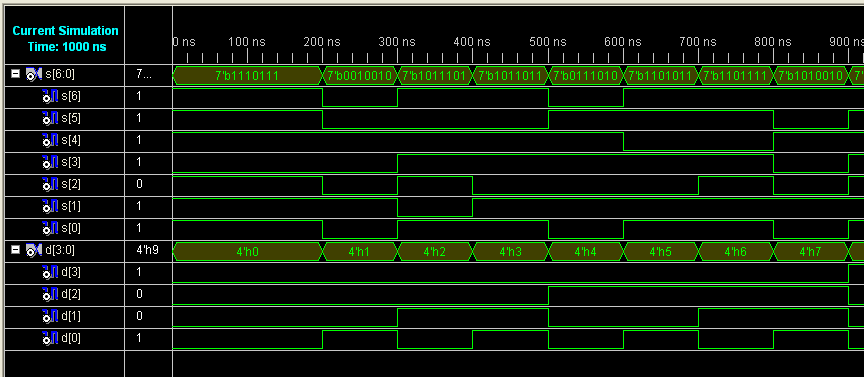 Current Simulation
Time: 1000 ns
0 ns 100 ns 200 ns 300 ns 400 ns 500 ns 600 ns 700 ns 800 ns 900 ns
s[6:0] 7... 7'b1110111 7'b0010010 7'b1011101 7'b1011011 7'b0111010 7'b1101011 7'b1101111 7'b1010010 7'
s[6] 1
s[5] 1
s[4] 1
s[3] 1
s[2] 0
s[1] 1
s[0] 1
d[3:0] 4'h9 4'h0 4'h1 4'h2 4'h3 4'h4 4'h5 4'h6 4'h7
d[3] 1
d[2] 0
d[1] 0
d[0] 1